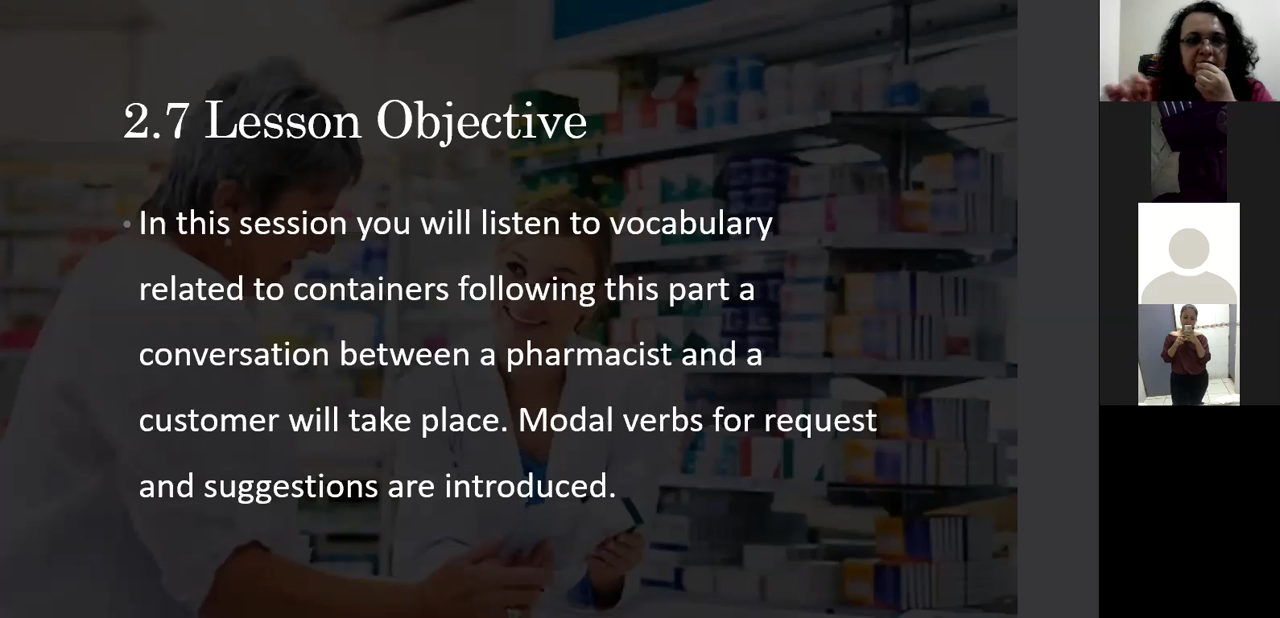 2.7 Lesson Objective
• In this session you will listen to vocabulary
related to containers following this part a
conversation between a pharmacist and a
customer will take place. Modal verbs for request
and suggestions are introduced.